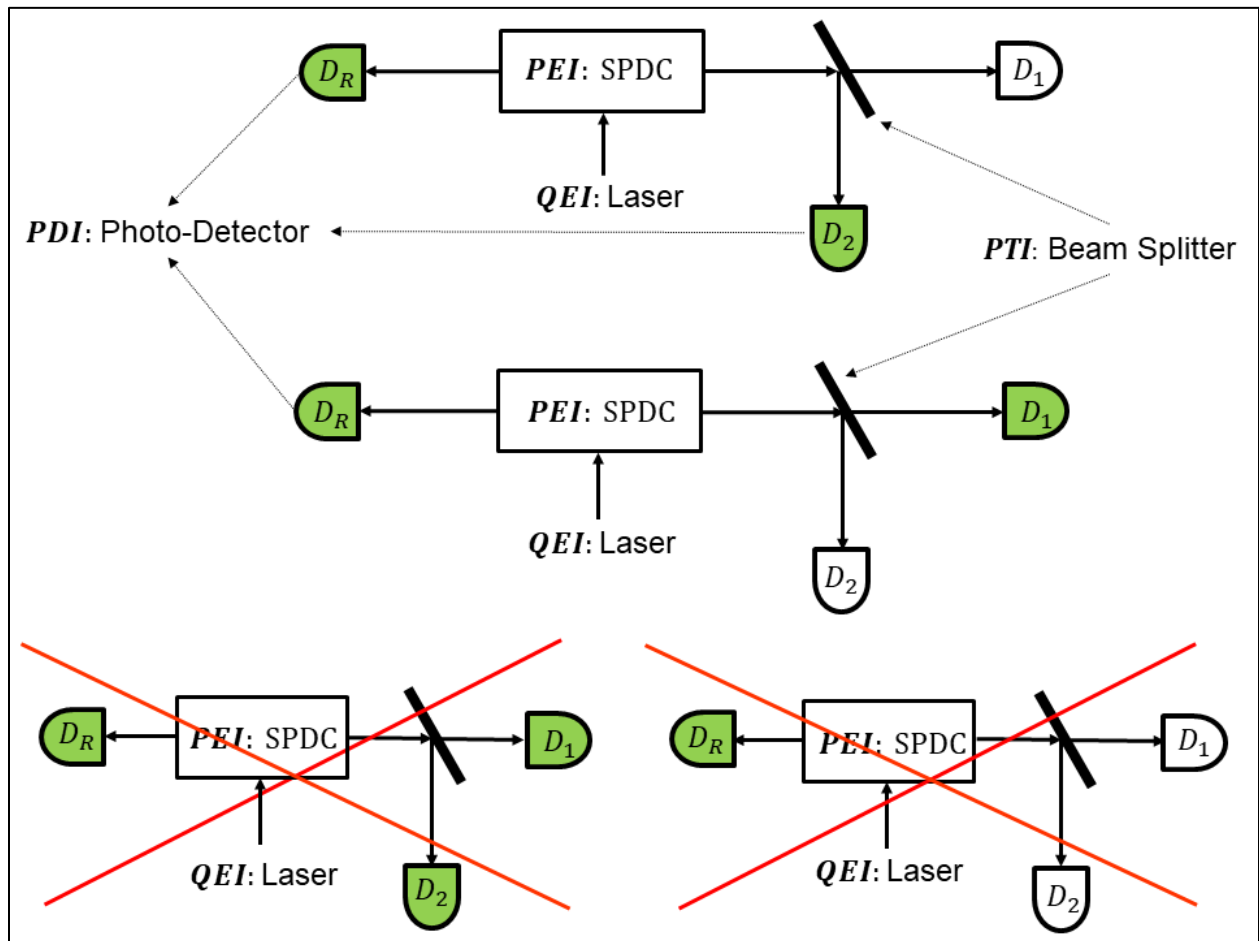 D_R
PEI: SPDC
D_1
QEI: Laser
PDI: Photo-Detector
D_2
PTI: Beam Splitter
D_R
PEI: SPDC
D_1
QEI: Laser
D_2
D_R
PEI: SPDC
D_1
QEI: Laser
D_2
D_R
PEI: SPDC
D_1
QEI: Laser
D_2